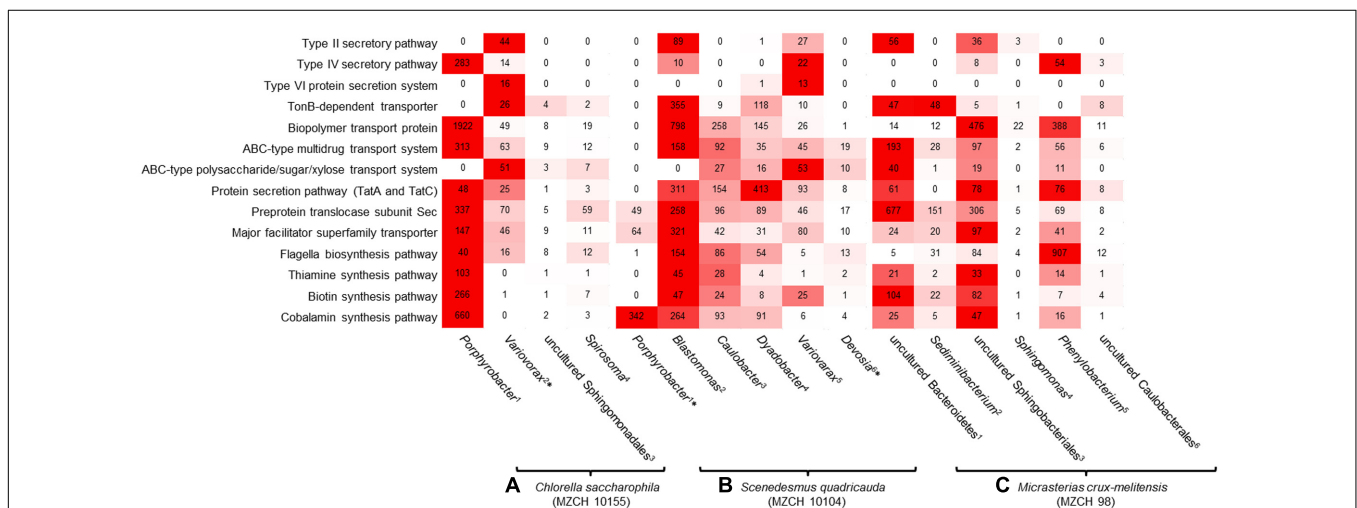 Type II secretory pathway 0 44 0 0 0 89 0 1 27 0 56 0 36 3 0 0
Type IV secretory pathway 283 14 0 0 0 10 0 0 22 0 0 0 8 0 54 3
Type VI protein secretion system 0 16 0 0 0 0 0 1 13 0 0 0 0 0 0 0
TonB-dependent transporter 0 26 4 2 0 355 9 118 10 0 47 48 5 1 0 8
Biopolymer transport protein 1922 49 8 19 0 798 258 145 26 1 14 12 476 22 388 11
ABC-type multidrug transport system 313 63 9 12 0 158 92 35 45 19 193 28 97 2 56 6
ABC-type polysaccharide/sugar/xylose transport system 0 51 3 7 0 0 27 16 63 0 40 1 19 0 11 0
Protein secretion pathway (TatA and TatC) 48 25 1 3 0 311 154 413 93 8 61 0 78 1 76 8
Preprotein translocase subunit Sec 337 70 5 59 49 258 96 89 46 17 677 151 306 5 69 8
Major facilitator superfamily transporter 147 46 9 11 64 321 42 31 80 10 24 20 97 2 41 2
Flagella biosynthesis pathway 40 16 8 12 1 154 86 54 5 13 5 31 84 4 907 12
Thiamine synthesis pathway 103 0 1 1 0 45 28 4 1 2 21 2 33 0 14 1
Biotin synthesis pathway 266 1 1 7 0 47 24 8 25 1 104 22 82 1 7 4
Cobalamin synthesis pathway 660 0 2 3 342 264 93 91 6 4 25 5 47 1 16 1
Porphyrobacter¹
Variovorax²*
uncultured Sphingomonadales³
Spirosoma⁴
Porphyrobacter¹*
Blastomonas²
Caulobacter³
Dyadobacter⁴
Variovarax⁵
Devosia⁶*
uncultured Bacteroidetes¹
Sediminibacterium²
uncultured Sphingobacteriales³
Sphingomonas⁴
Phenylobacterium⁵
uncultured Caulobacterales⁶
A Chlorella saccharophila
(MZCH 10155)
B Scenedesmus quadricauda
(MZCH 10104)
C Micrasterias crux-melitensis
(MZCH 98)